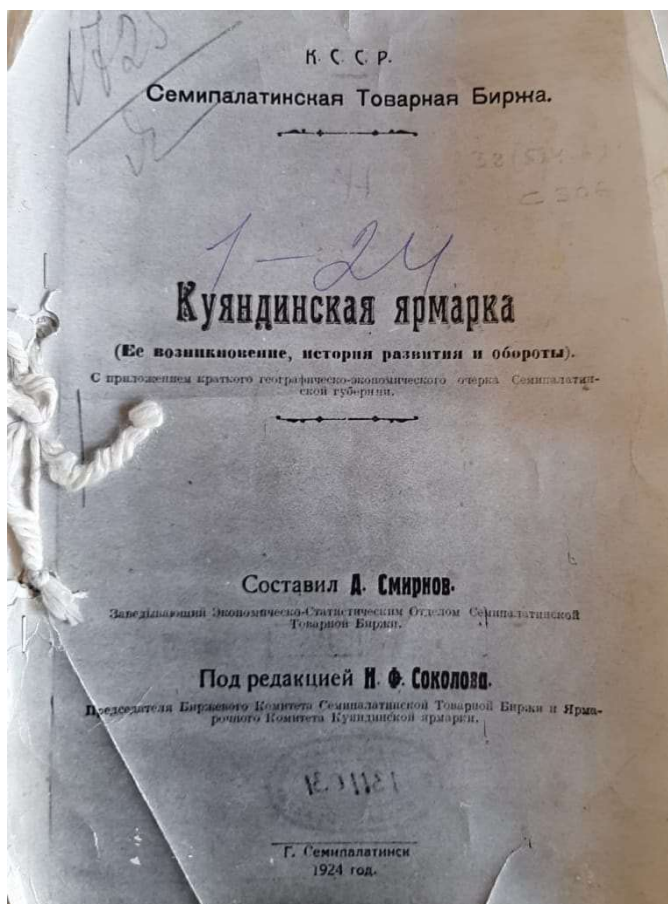 К. С. С. Р.
Семипалатинская Товарная Биржа.
1-24
Куяндинская ярмарка
(Ее возникновение, история развития и обороты).
С приложением краткого географическо-экономического очерка Семипалатин-
ской губернии.
Составил А. Смирнов.
Заведывающий Экономическо-Статистическим Отделом Семипалатинской
Товарной Биржи.
Под редакцией Н. Ф. Соколова.
Председателя Биржевого Комитета Семипалатинской Товарной Биржи и Ярма-
рочного Комитета Куяндинской ярмарки.
Г. Семипалатинск
1924 год.